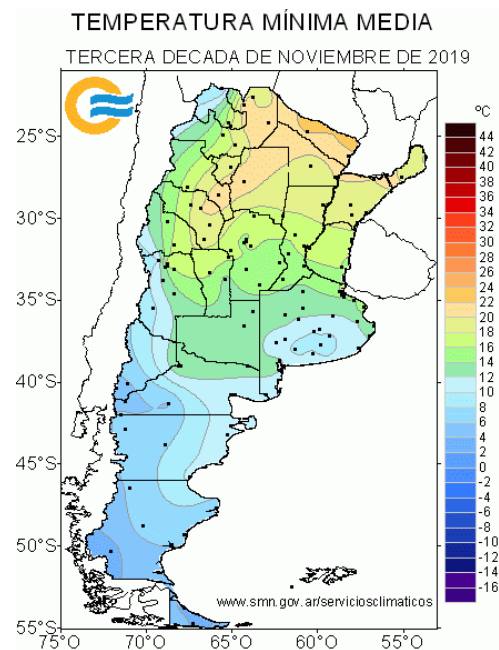 TEMPERATURA MÍNIMA MEDIA
TERCERA DECADA DE NOVIEMBRE DE 2019
ºC
44
42
40
38
36
34
32
30
28
26
24
22
20
18
16
14
12
10
8
6
4
2
0
-2
-4
-6
-8
-10
-12
-14
-16
25°S
30°S
35°S
40°S
45°S
50°S
55°S
www.smn.gov.ar/serviciosclimaticos
75°O 70°O 65°O 60°O 55°O